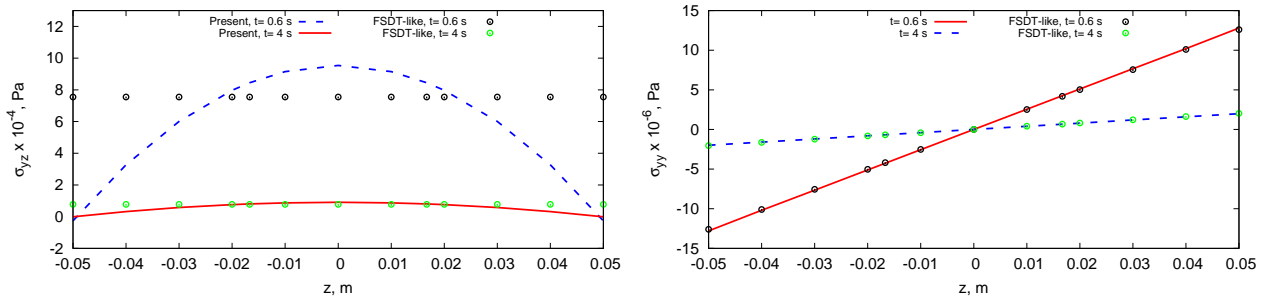 Present, t= 0.6 s
Present, t= 4 s
FSDT-like, t= 0.6 s
FSDT-like, t= 4 s
12
10
8
6
4
2
0
-2
σyz x 10-4, Pa
-0.05 -0.04 -0.03 -0.02 -0.01 0 0.01 0.02 0.03 0.04 0.05
z, m
t= 0.6 s
t= 4 s
FSDT-like, t= 0.6 s
FSDT-like, t= 4 s
15
10
5
0
-5
-10
-15
σyy x 10-6, Pa
-0.05 -0.04 -0.03 -0.02 -0.01 0 0.01 0.02 0.03 0.04 0.05
z, m